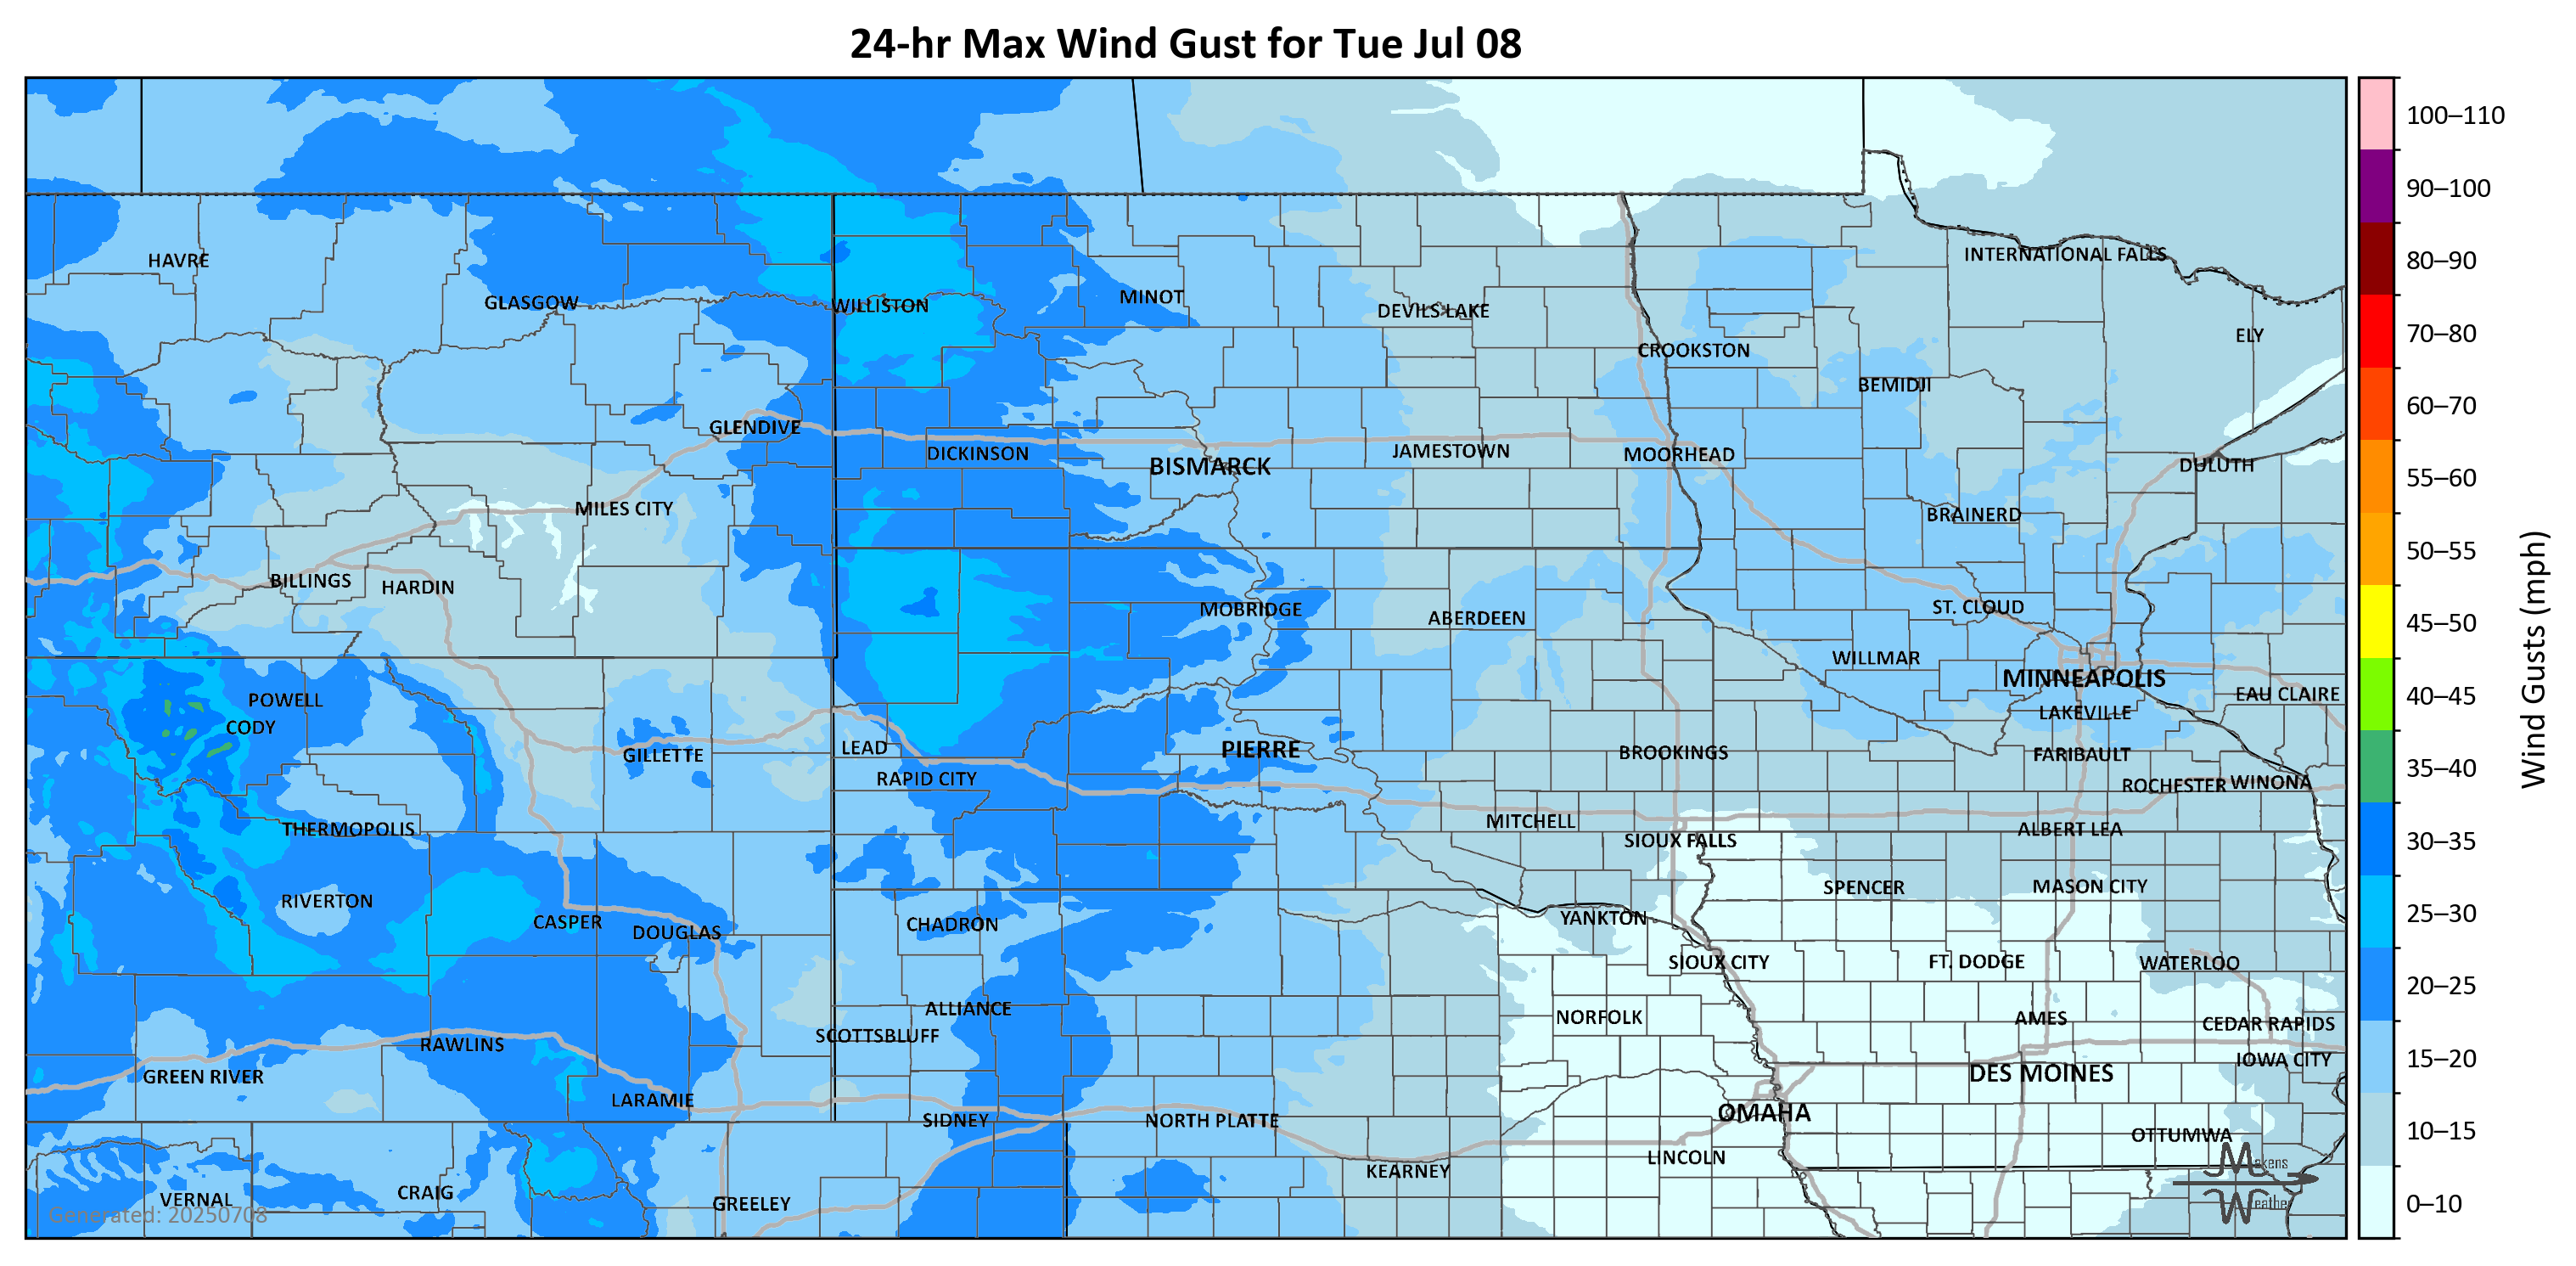 24-hr Max Wind Gust for Tue Jul 08
100–110
90–100
80–90
70–80
60–70
55–60
50–55
45–50
40–45
35–40
30–35
25–30
20–25
15–20
10–15
0–10
Wind Gusts (mph)
HAVRE
INTERNATIONAL FALLS
GLASGOW
WILLISTON
MINOT
DEVILS LAKE
ELY
CROOKSTON
BEMIDJI
GLENDIVE
DICKINSON
BISMARCK
JAMESTOWN
MOORHEAD
DULUTH
MILES CITY
BRAINERD
BILLINGS
HARDIN
MOBRIDGE
ABERDEEN
ST. CLOUD
WILLMAR
MINNEAPOLIS
EAU CLAIRE
POWELL
CODY
LAKEVILLE
GILLETTE
LEAD
PIERRE
BROOKINGS
FARIBAULT
RAPID CITY
ROCHESTER
WINONA
THERMOPOLIS
MITCHELL
SIOUX FALLS
ALBERT LEA
RIVERTON
SPENCER
MASON CITY
CASPER
DOUGLAS
CHADRON
YANKTON
SIOUX CITY
FT. DODGE
WATERLOO
ALLIANCE
NORFOLK
AMES
CEDAR RAPIDS
SCOTTSBLUFF
RAWLINS
IOWA CITY
GREEN RIVER
DES MOINES
LARAMIE
SIDNEY
NORTH PLATTE
OMAHA
OTTUMWA
LINCOLN
KEARNEY
VERNAL
CRAIG
GREELEY
Generated: 20250708
Makens
Weather